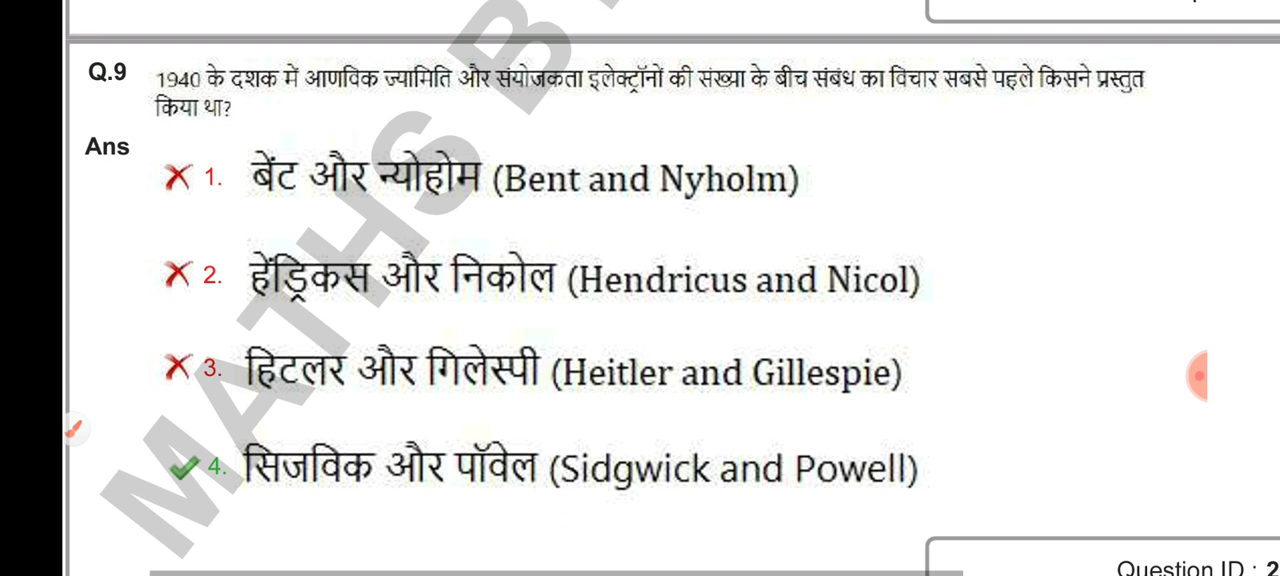 Q.9 1940 के दशक में आणविक ज्यामिति और संयोजकता इलेक्ट्रॉनों की संख्या के बीच संबंध का विचार सबसे पहले किसने प्रस्तुत
किया था?
Ans
1. बेंट और न्योहोम (Bent and Nyholm)
2. हेंड्रिकस और निकोल (Hendricus and Nicol)
3. हिटलर और गिलेस्पी (Heitler and Gillespie)
4. सिजविक और पॉवेल (Sidgwick and Powell)
MATHS B
Question ID : 2